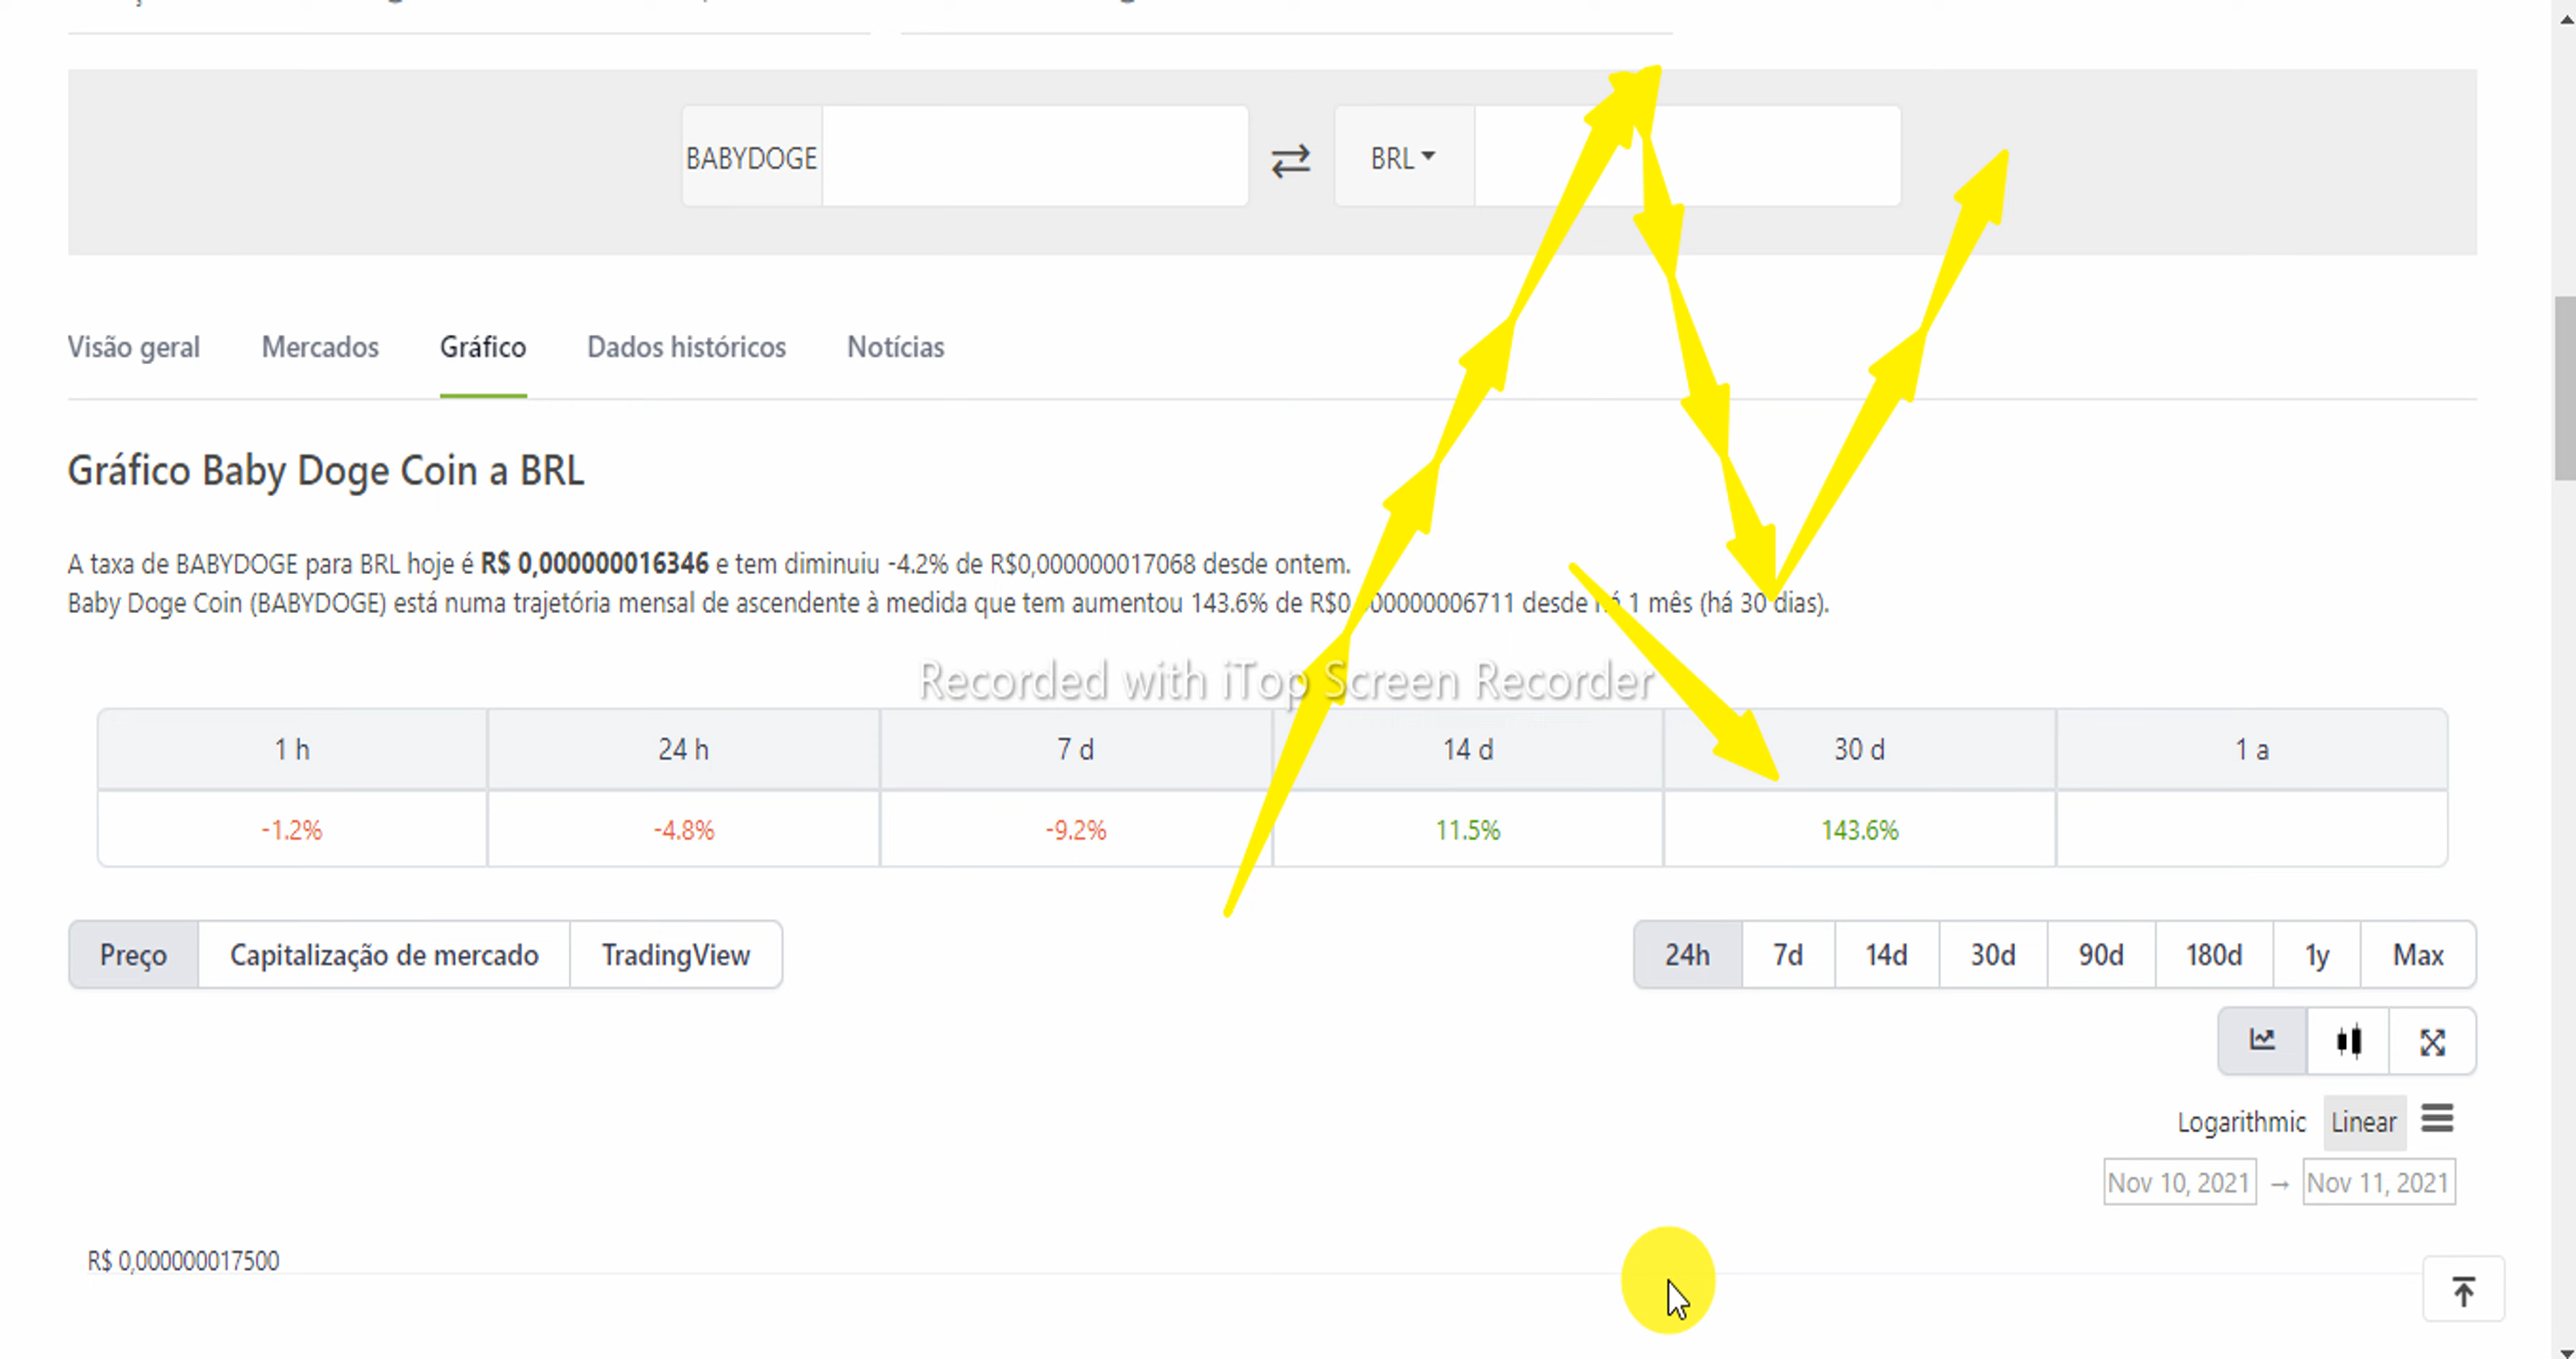 BABYDOGE
BRL
Visão geral Mercados Gráfico Dados históricos Notícias
Gráfico Baby Doge Coin a BRL
A taxa de BABYDOGE para BRL hoje é R$ 0,000000016346 e tem diminuiu -4.2% de R$0,000000017068 desde ontem.
Baby Doge Coin (BABYDOGE) está numa trajetória mensal de ascendente à medida que tem aumentou 143.6% de desde há 1 mês (há 30 dias).
Recorded with iTop Screen Recorder
1 h 24 h 7 d 14 d 30 d 1 a
-1.2% -4.8% -9.2% 11.5% 143.6%
Preço Capitalização de mercado TradingView 24h 7d 14d 30d 90d 180d 1y Max
Logarithmic Linear
Nov 10, 2021 → Nov 11, 2021
R$ 0,000000017500